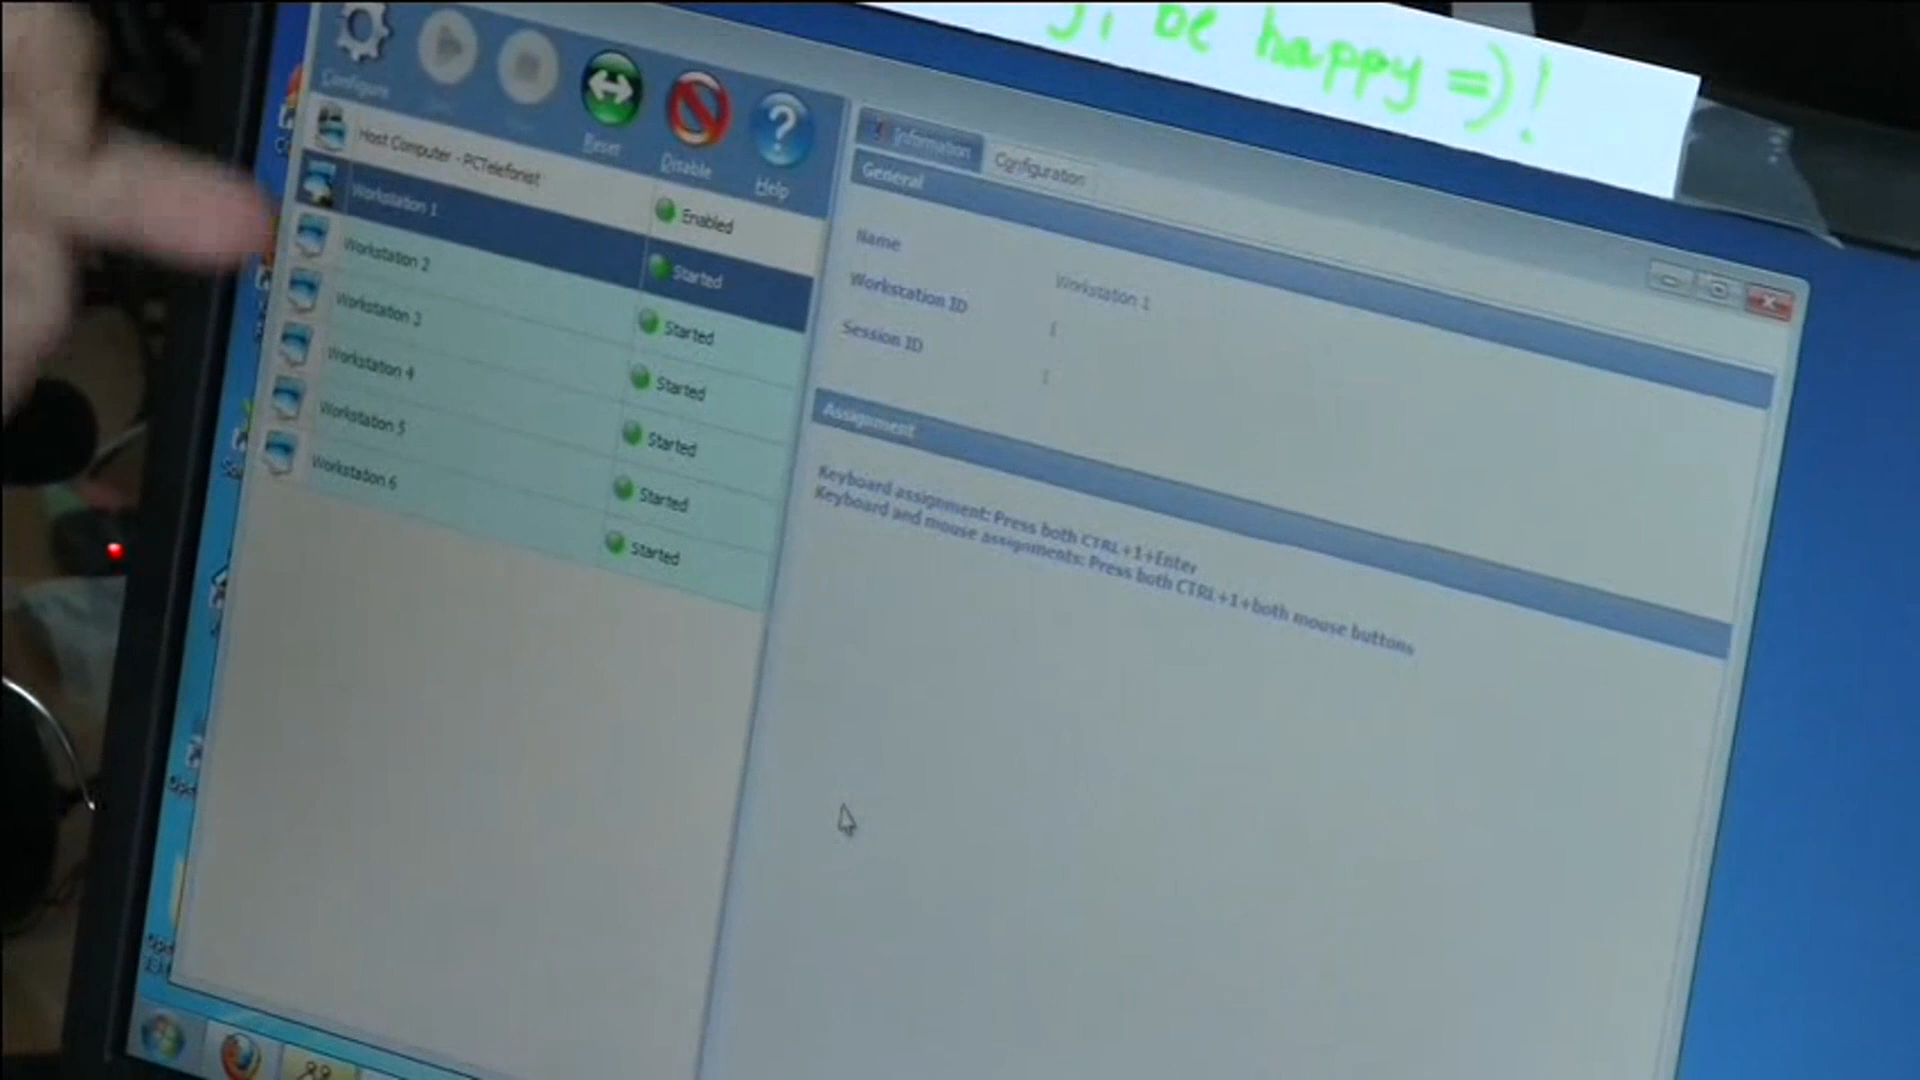 be happy =)!
Configure
Reset
Disable
Help
Host Computer - PCTelefonist
Enabled
Workstation 1
Started
Workstation 2
Started
Workstation 3
Started
Workstation 4
Started
Workstation 5
Started
Workstation 6
Started
Information
Configuration
General
Name
Workstation 1
Workstation ID
Session ID
Assignment
Keyboard assignment: Press both CTRL+1+Enter
Keyboard and mouse assignments: Press both CTRL+1+both mouse buttons